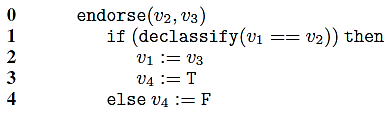 0 endorse(v₂,v₃)
1 if (declassify(v₁ == v₂)) then
2 v₁ := v₃
3 v₄ := T
4 else v₄ := F